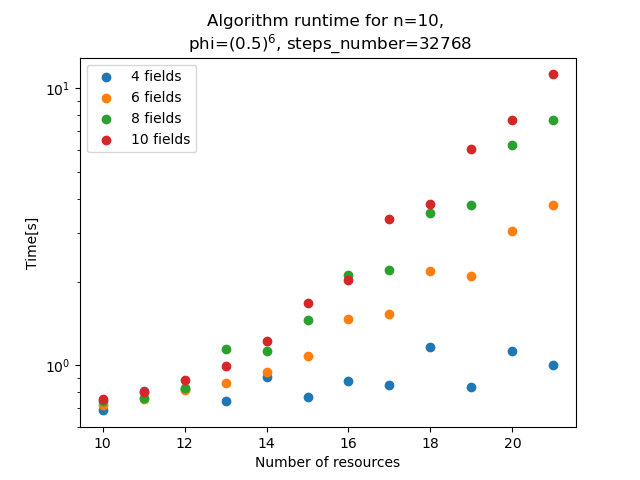 Algorithm runtime for n=10,
phi=(0.5)⁶, steps_number=32768
4 fields
6 fields
8 fields
10 fields
Time[s]
10¹
10⁰
10 12 14 16 18 20
Number of resources